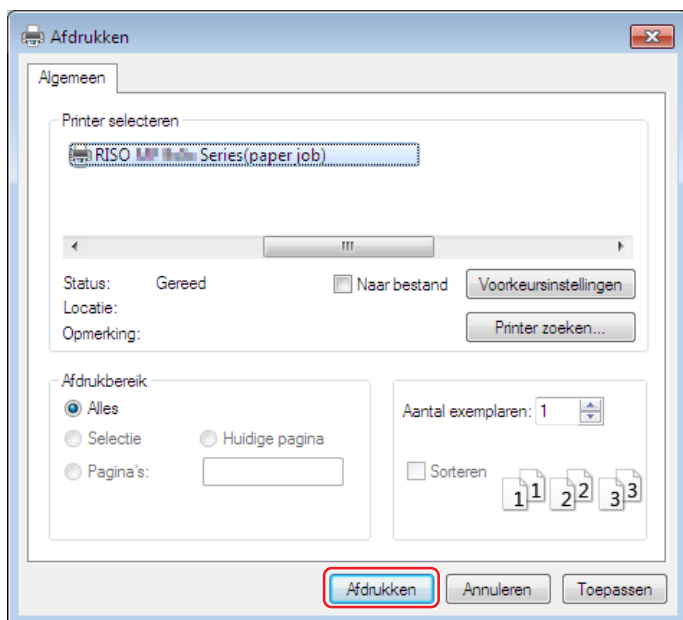 Afdrukken
Algemeen
Printer selecteren
RISO Series(paper job)
Status: Gereed
Naar bestand
Voorkeursinstellingen
Locatie:
Opmerking:
Printer zoeken...
Afdrukbereik
Alles
Selectie
Huidige pagina
Pagina's:
Aantal exemplaren: 1
Sorteren
1 1 2 2 3 3
Afdrukken
Annuleren
Toepassen